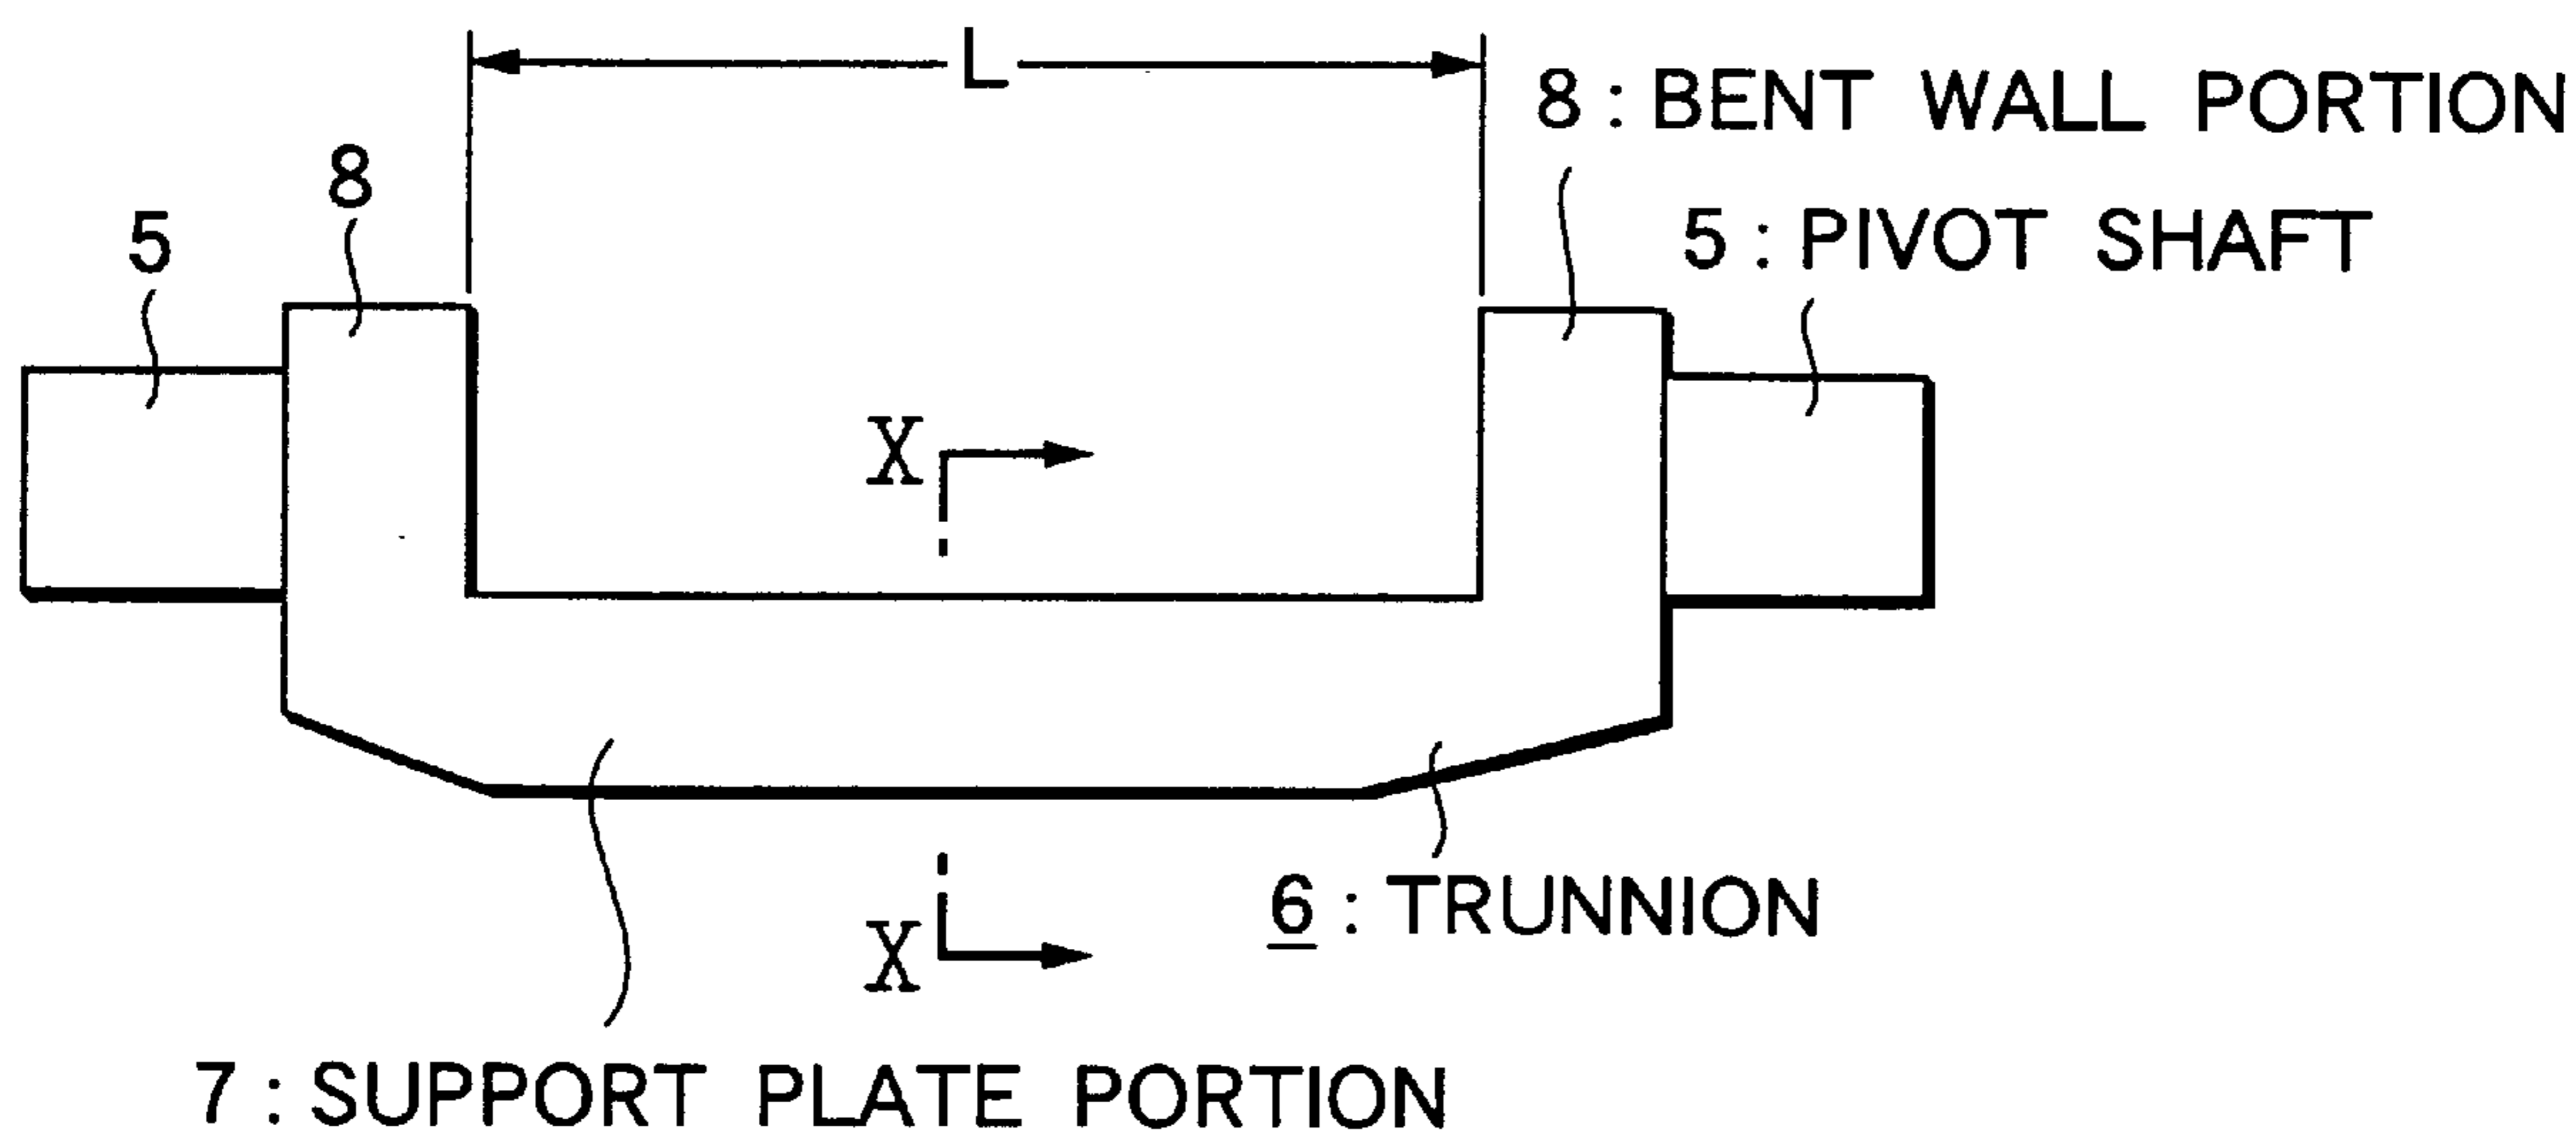 L
8 : BENT WALL PORTION
8
5
5 : PIVOT SHAFT
X
6 : TRUNNION
X
7 : SUPPORT PLATE PORTION